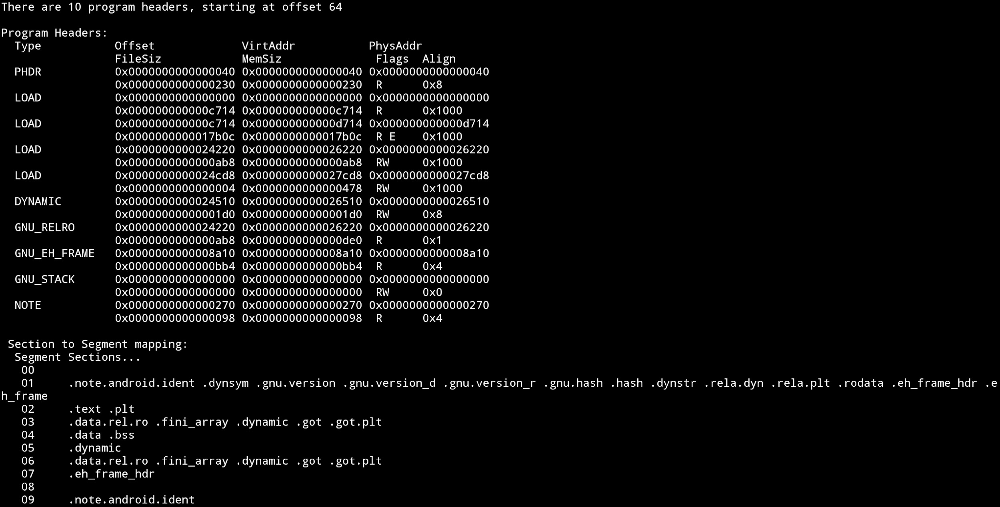 There are 10 program headers, starting at offset 64
Program Headers:
Type Offset VirtAddr PhysAddr
FileSiz MemSiz Flags Align
PHDR 0x0000000000000040 0x0000000000000040 0x0000000000000040
0x0000000000000230 0x0000000000000230 R 0x8
LOAD 0x0000000000000000 0x0000000000000000 0x0000000000000000
0x000000000000c714 0x000000000000c714 R 0x1000
LOAD 0x000000000000c714 0x000000000000d714 0x000000000000d714
0x0000000000017b0c 0x0000000000017b0c R E 0x1000
LOAD 0x0000000000024220 0x0000000000026220 0x0000000000026220
0x0000000000000ab8 0x0000000000000ab8 RW 0x1000
LOAD 0x0000000000024cd8 0x0000000000027cd8 0x0000000000027cd8
0x0000000000000004 0x0000000000000478 RW 0x1000
DYNAMIC 0x0000000000024510 0x0000000000026510 0x0000000000026510
0x00000000000001d0 0x00000000000001d0 RW 0x8
GNU_RELRO 0x0000000000024220 0x0000000000026220 0x0000000000026220
0x0000000000000ab8 0x0000000000000de0 R 0x1
GNU_EH_FRAME 0x0000000000008a10 0x0000000000008a10 0x0000000000008a10
0x0000000000000bb4 0x0000000000000bb4 R 0x4
GNU_STACK 0x0000000000000000 0x0000000000000000 0x0000000000000000
0x0000000000000000 0x0000000000000000 RW 0x0
NOTE 0x0000000000000270 0x0000000000000270 0x0000000000000270
0x0000000000000098 0x0000000000000098 R 0x4
Section to Segment mapping:
Segment Sections...
00
01 .note.android.ident .dynsym .gnu.version .gnu.version_d .gnu.version_r .gnu.hash .hash .dynstr .rela.dyn .rela.plt .rodata .eh_frame_hdr .e
h_frame
02 .text .plt
03 .data.rel.ro .fini_array .dynamic .got .got.plt
04 .data .bss
05 .dynamic
06 .data.rel.ro .fini_array .dynamic .got .got.plt
07 .eh_frame_hdr
08
09 .note.android.ident